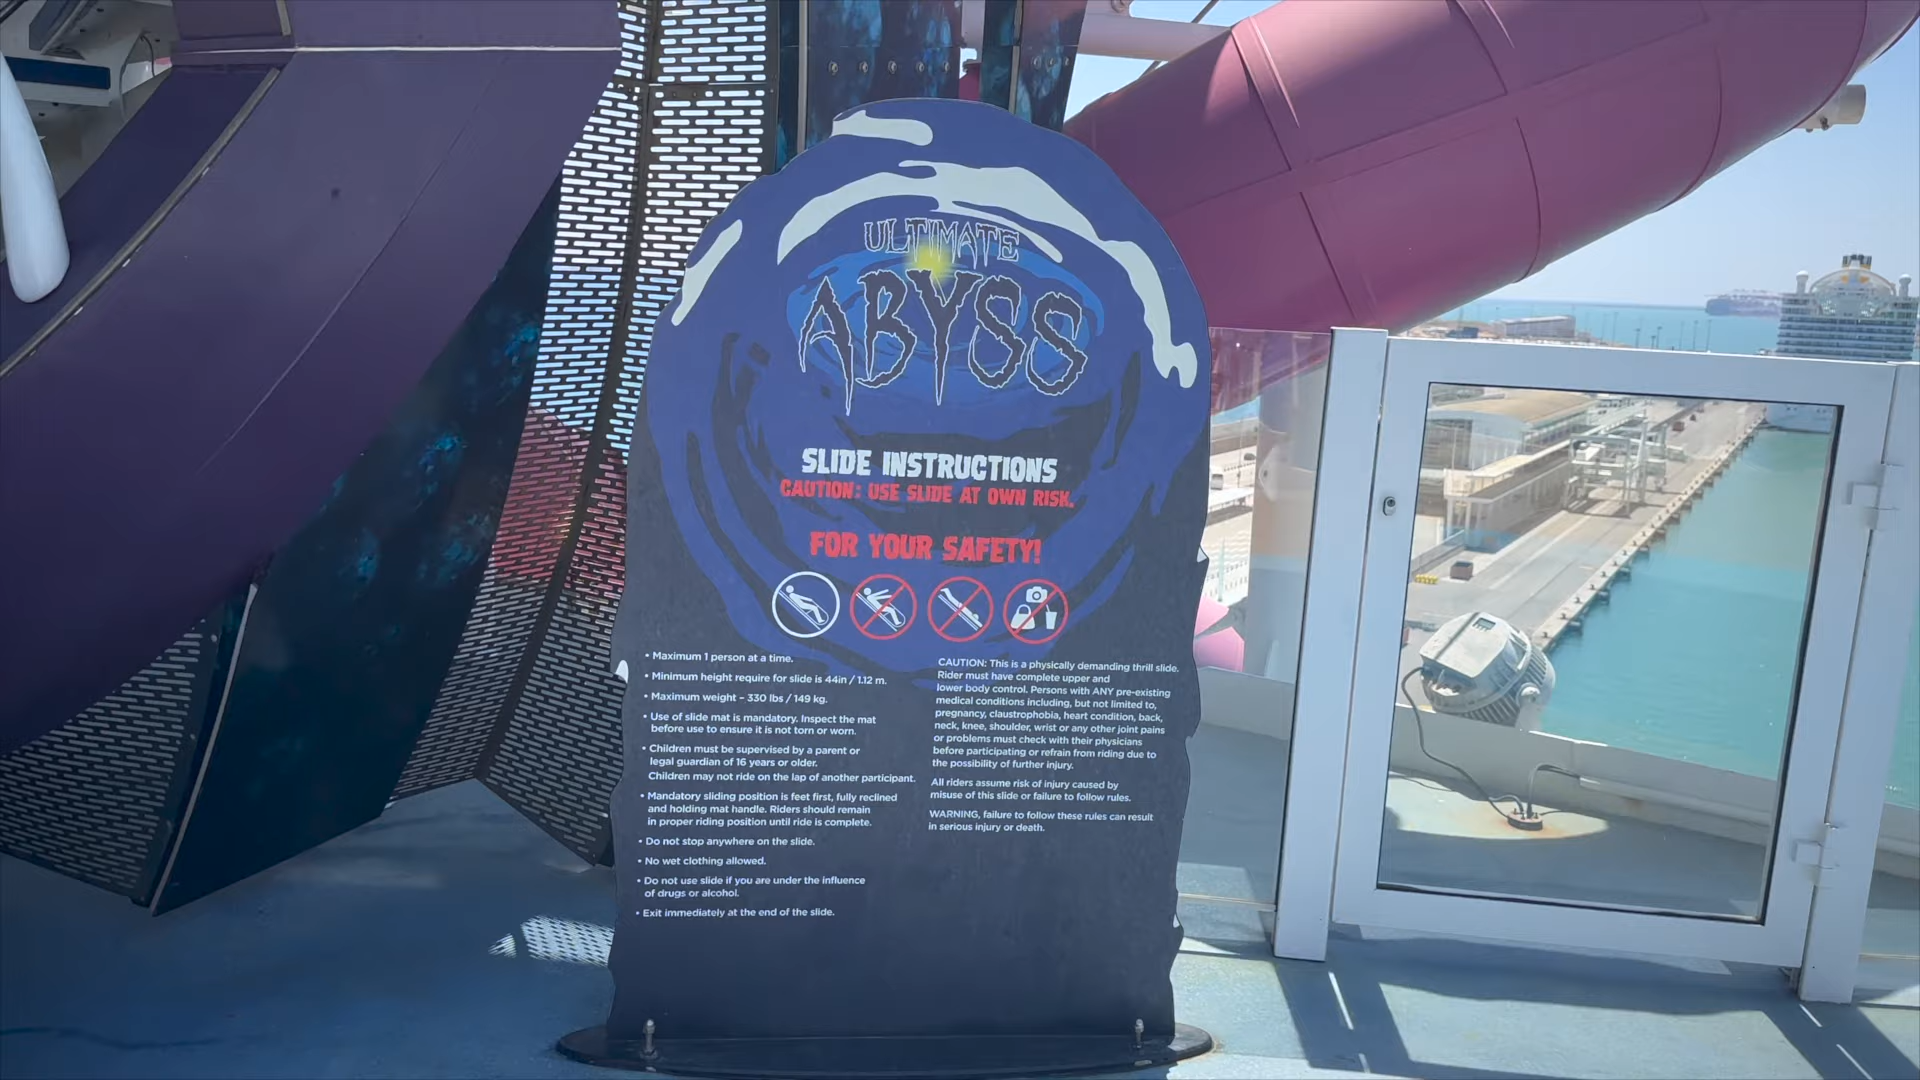 ULTIMATE
ABYSS
SLIDE INSTRUCTIONS
CAUTION: USE SLIDE AT OWN RISK.
FOR YOUR SAFETY!
• Maximum 1 person at a time.
• Minimum height require for slide is 44in / 1.12 m.
• Maximum weight – 330 lbs / 149 kg.
• Use of slide mat is mandatory. Inspect the mat
before use to ensure it is not torn or worn.
• Children must be supervised by a parent or
legal guardian of 16 years or older.
Children may not ride on the lap of another participant.
• Mandatory sliding position is feet first, fully reclined
and holding mat handle. Riders should remain
in proper riding position until ride is complete.
• Do not stop anywhere on the slide.
• No wet clothing allowed.
• Do not use slide if you are under the influence
of drugs or alcohol.
• Exit immediately at the end of the slide.
CAUTION: This is a physically demanding thrill slide.
Rider must have complete upper and
lower body control. Persons with ANY pre-existing
medical conditions including, but not limited to,
pregnancy, claustrophobia, heart condition, back,
neck, knee, shoulder, wrist or any other joint pains
or problems must check with their physicians
before participating or refrain from riding due to
the possibility of further injury.
All riders assume risk of injury caused by
misuse of this slide or failure to follow rules.
WARNING, failure to follow these rules can result
in serious injury or death.